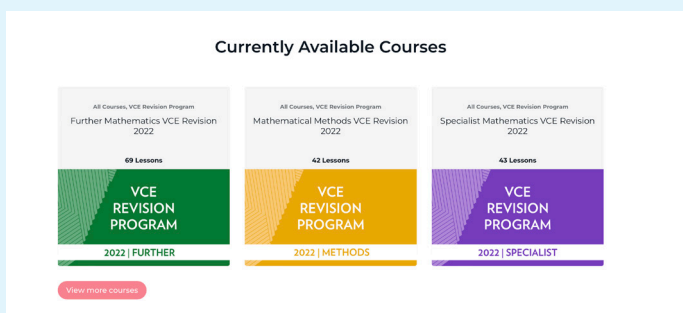 Currently Available Courses
All Courses, VCE Revision Program
Further Mathematics VCE Revision
2022
69 Lessons
VCE
REVISION
PROGRAM
2022 | FURTHER
All Courses, VCE Revision Program
Mathematical Methods VCE Revision
2022
42 Lessons
VCE
REVISION
PROGRAM
2022 | METHODS
All Courses, VCE Revision Program
Specialist Mathematics VCE Revision
2022
43 Lessons
VCE
REVISION
PROGRAM
2022 | SPECIALIST
View more courses